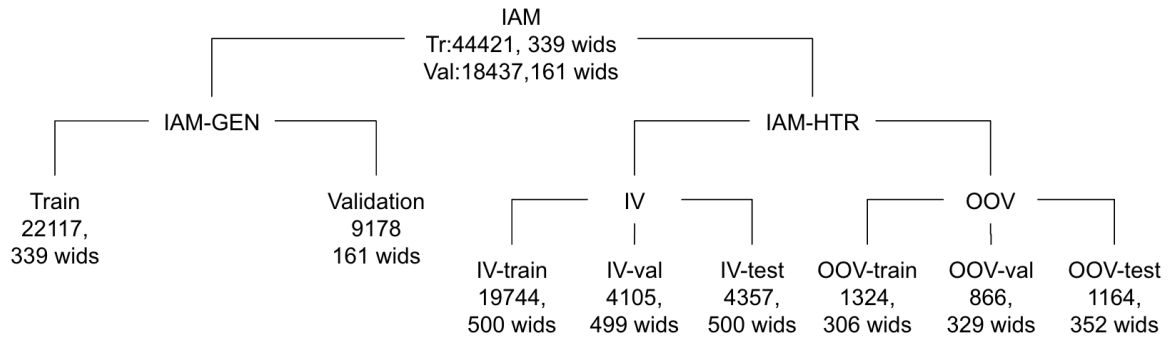 IAM
Tr:44421, 339 wids
Val:18437,161 wids
IAM-GEN
IAM-HTR
Train
22117,
339 wids
Validation
9178
161 wids
IV
OOV
IV-train
19744,
500 wids
IV-val
4105,
499 wids
IV-test
4357,
500 wids
OOV-train
1324,
306 wids
OOV-val
866,
329 wids
OOV-test
1164,
352 wids